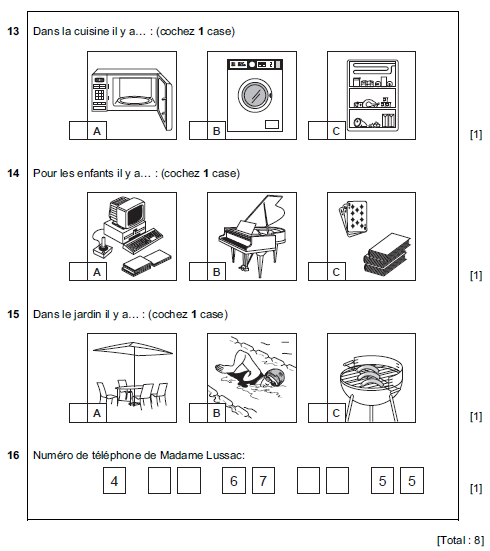 13 Dans la cuisine il y a… : (cochez 1 case)
A B C
[1]
14 Pour les enfants il y a… : (cochez 1 case)
A B C
[1]
15 Dans le jardin il y a… : (cochez 1 case)
A B C
[1]
16 Numéro de téléphone de Madame Lussac:
4 6 7 5 5
[1]
[Total : 8]